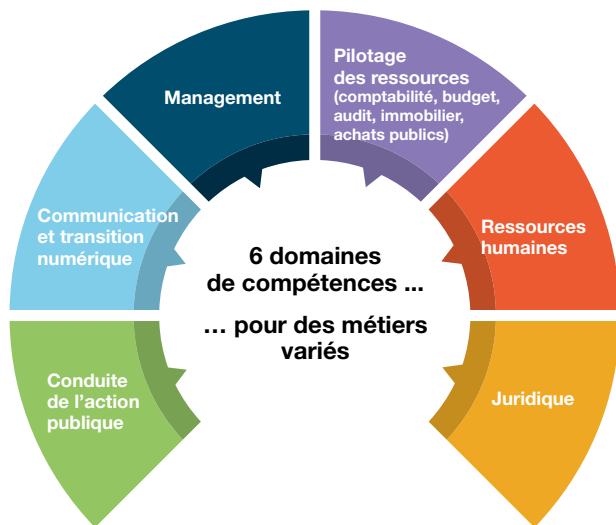 Pilotage
des ressources
(comptabilité, budget,
audit, immobilier,
achats publics)
Management
Communication
et transition
numérique
Ressources
humaines
6 domaines
de compétences ...
... pour des métiers
variés
Conduite
de l'action
publique
Juridique